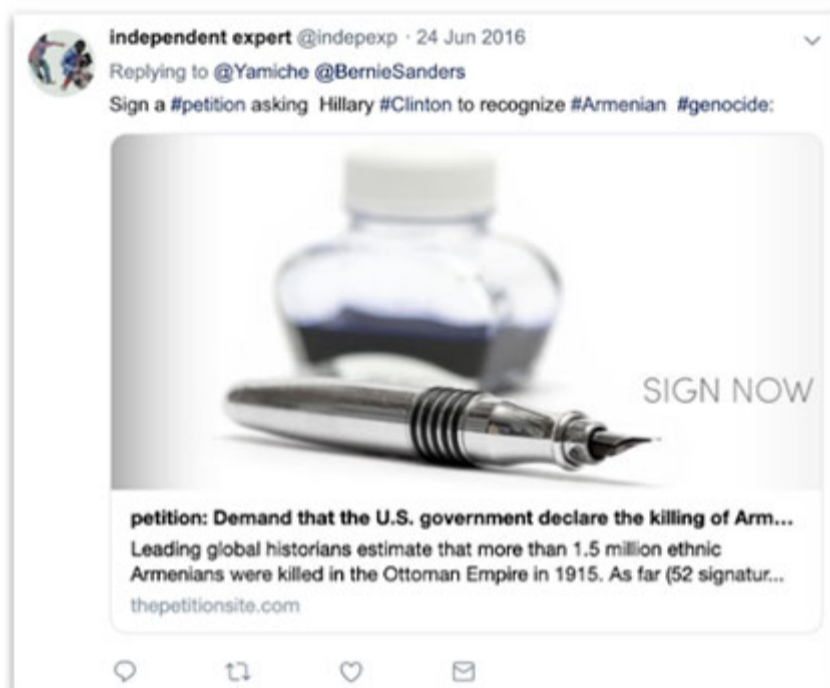 independent expert @indepexp · 24 Jun 2016
Replying to @Yamiche @BernieSanders
Sign a #petition asking Hillary #Clinton to recognize #Armenian #genocide:
SIGN NOW
petition: Demand that the U.S. government declare the killing of Arm...
Leading global historians estimate that more than 1.5 million ethnic
Armenians were killed in the Ottoman Empire in 1915. As far (52 signatur...
thepetitionsite.com